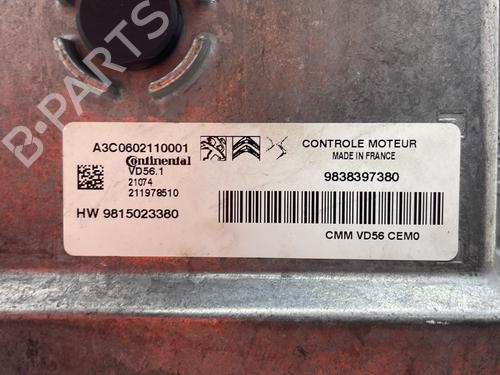 B-PARTS
A3C0602110001
Continental
VD56.1
21074
211978510
HW 9815023380
CONTROLE MOTEUR
MADE IN FRANCE
9838397380
CMM VD56 CEM0